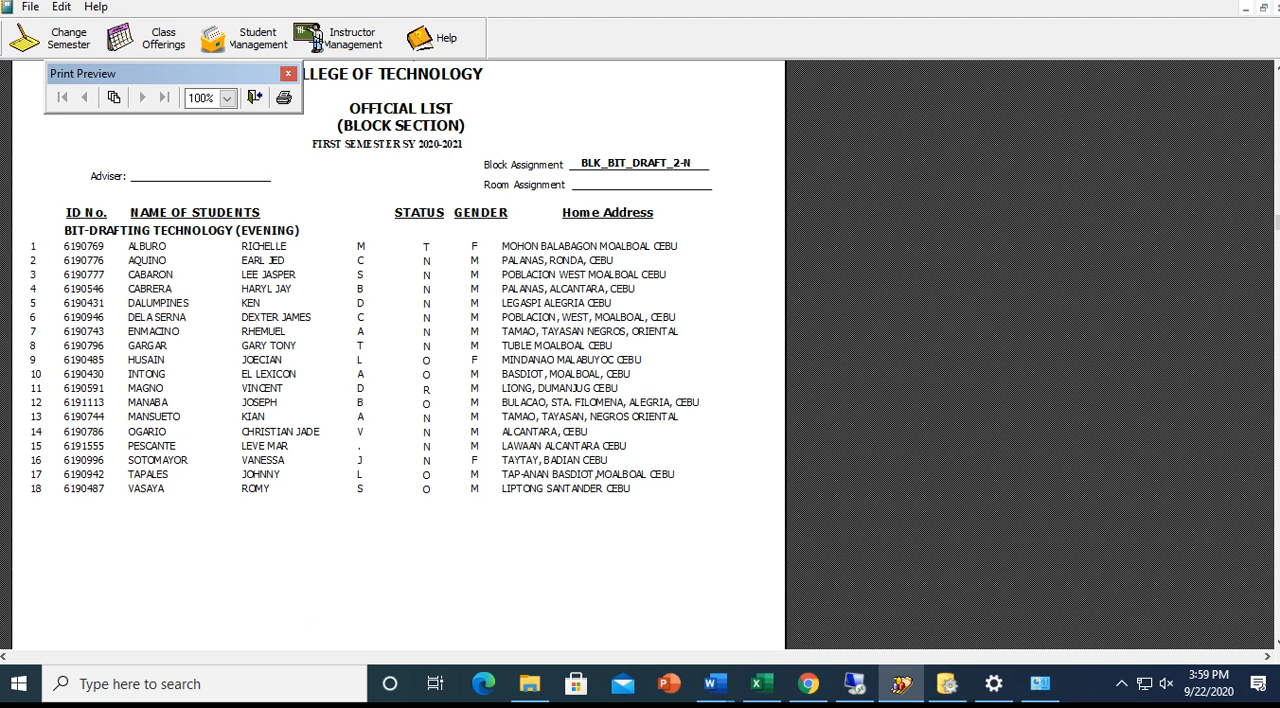 File Edit Help
Change Semester Class Offerings Student Management Instructor Management Help
Print Preview
LLEGE OF TECHNOLOGY
100%
OFFICIAL LIST
(BLOCK SECTION)
FIRST SEMESTER SY 2020-2021
Block Assignment BLK_BIT_DRAFT_2-N
Adviser:
Room Assignment
ID No. NAME OF STUDENTS STATUS GENDER Home Address
BIT-DRAFTING TECHNOLOGY (EVENING)
1 6190769 ALBURO RICHELLE M T F MOHON BALABAGON MOALBOAL CEBU
2 6190776 AQUINO EARL JED C N M PALANAS, RONDA, CEBU
3 6190777 CABARON LEE JASPER S N M POBLACION WEST MOALBOAL CEBU
4 6190546 CABRERA HARYL JAY B N M PALANAS, ALCANTARA, CEBU
5 6190431 DALUMPINES KEN D N M LEGASPI ALEGRIA CEBU
6 6190946 DELA SERNA DEXTER JAMES C N M POBLACION, WEST, MOALBOAL, CEBU
7 6190743 ENMACINO RHEMUEL A N M TAMAO, TAYASAN NEGROS, ORIENTAL
8 6190796 GARGAR GARY TONY T N M TUBLE MOALBOAL CEBU
9 6190485 HUSAIN JOECIAN L O F MINDANAO MALABUYOC CEBU
10 6190430 INTONG EL LEXICON A O M BASDIOT, MOALBOAL, CEBU
11 6190591 MAGNO VINCENT D R M LIONG, DUMANJUG CEBU
12 6191113 MANABA JOSEPH B O M BULACAO, STA. FILOMENA, ALEGRIA, CEBU
13 6190744 MANSUETO KIAN A N M TAMAO, TAYASAN, NEGROS ORIENTAL
14 6190786 OGARIO CHRISTIAN JADE V N M ALCANTARA, CEBU
15 6191555 PESCANTE LEVE MAR . N M LAWAAN ALCANTARA CEBU
16 6190996 SOTOMAYOR VANESSA J N F TAYTAY, BADIAN CEBU
17 6190942 TAPALES JOHNNY L O M TAP-ANAN BASDIOT,MOALBOAL CEBU
18 6190487 VASAYA ROMY S O M LIPTONG SANTANDER CEBU
Type here to search
3:59 PM
9/22/2020